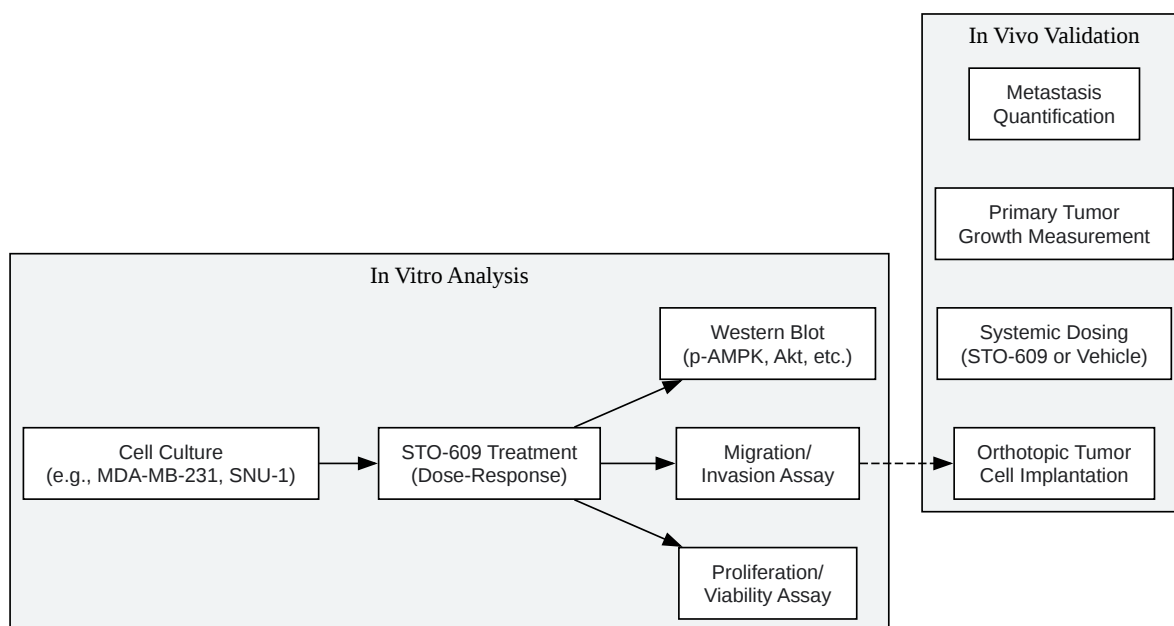 In Vitro Analysis
Cell Culture
(e.g., MDA-MB-231, SNU-1)
STO-609 Treatment
(Dose-Response)
Western Blot
(p-AMPK, Akt, etc.)
Migration/
Invasion Assay
Proliferation/
Viability Assay
In Vivo Validation
Metastasis
Quantification
Primary Tumor
Growth Measurement
Systemic Dosing
(STO-609 or Vehicle)
Orthotopic Tumor
Cell Implantation